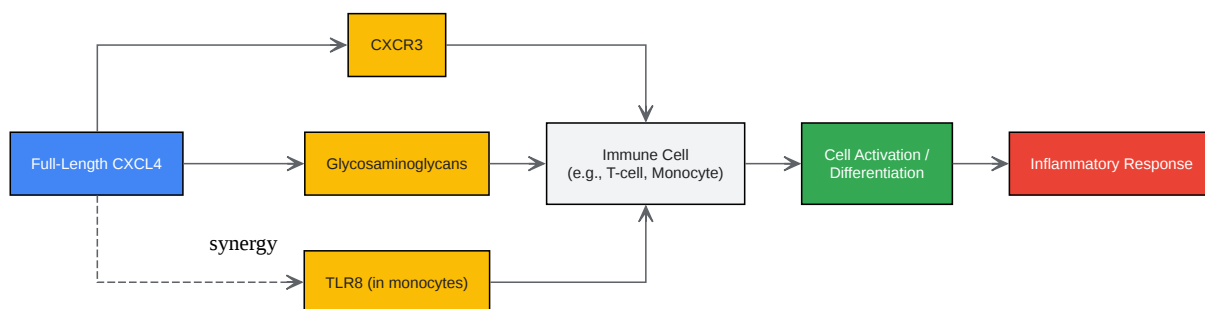 CXCR3
Full-Length CXCL4
Glycosaminoglycans
Immune Cell
(e.g., T-cell, Monocyte)
Cell Activation /
Differentiation
Inflammatory Response
synergy
TLR8 (in monocytes)